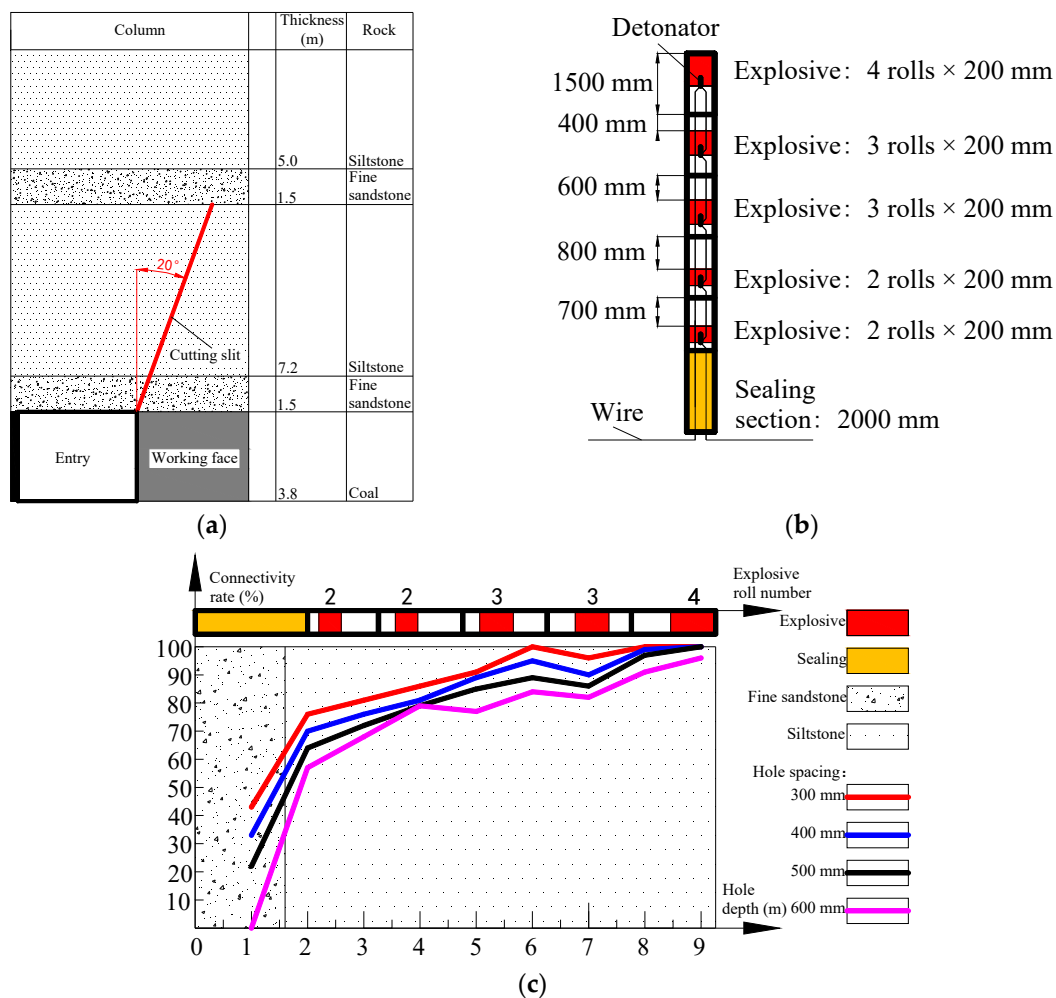 Column
Thickness
(m)
Rock
5.0
Siltstone
1.5
Fine
sandstone
20°
Cutting slit
7.2
Siltstone
1.5
Fine
sandstone
Entry
Working face
3.8
Coal
(a)
Detonator
1500 mm
Explosive: 4 rolls × 200 mm
400 mm
Explosive: 3 rolls × 200 mm
600 mm
Explosive: 3 rolls × 200 mm
800 mm
Explosive: 2 rolls × 200 mm
700 mm
Explosive: 2 rolls × 200 mm
Sealing
section: 2000 mm
Wire
(b)
Connectivity
rate (%)
2 2 3 3 4
Explosive
roll number
100
90
80
70
60
50
40
30
20
10
0 1 2 3 4 5 6 7 8 9
Hole
depth (m)
Explosive
Sealing
Fine sandstone
Siltstone
Hole spacing:
300 mm
400 mm
500 mm
600 mm
(c)